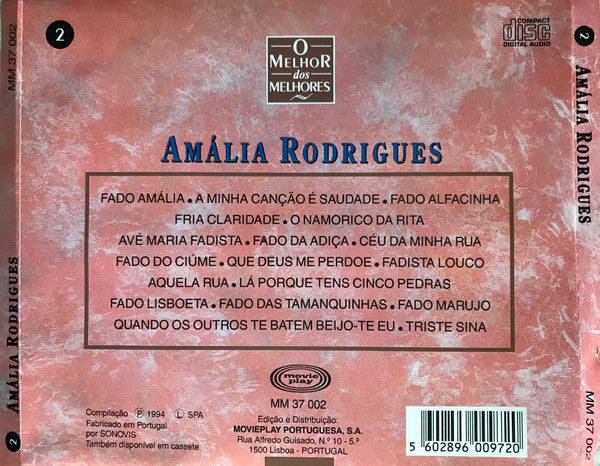 MM 37 002
2
O
MELHOR
dos
MELHORES
COMPACT
disc
DIGITAL AUDIO
2
AMÁLIA RODRIGUES
AMÁLIA RODRIGUES
FADO AMÁLIA • A MINHA CANÇÃO É SAUDADE • FADO ALFACINHA
FRIA CLARIDADE • O NAMORICO DA RITA
AVÉ MARIA FADISTA • FADO DA ADIÇA • CÉU DA MINHA RUA
FADO DO CIÚME • QUE DEUS ME PERDOE • FADISTA LOUCO
AQUELA RUA • LÁ PORQUE TENS CINCO PEDRAS
FADO LISBOETA • FADO DAS TAMANQUINHAS • FADO MARUJO
QUANDO OS OUTROS TE BATEM BEIJO-TE EU • TRISTE SINA
movie
play
MM 37 002
Compilação Ⓟ 1994 Ⓛ SPA
Fabricado em Portugal
por SONOVIS
Também disponível em cassete
Edição e Distribuição:
MOVIEPLAY PORTUGUESA, S.A.
Rua Alfredo Guisado, N.º 10 - 5.º
1500 Lisboa - PORTUGAL
5 602896 009720
AMÁLIA RODRIGUES
2
MM 37 002